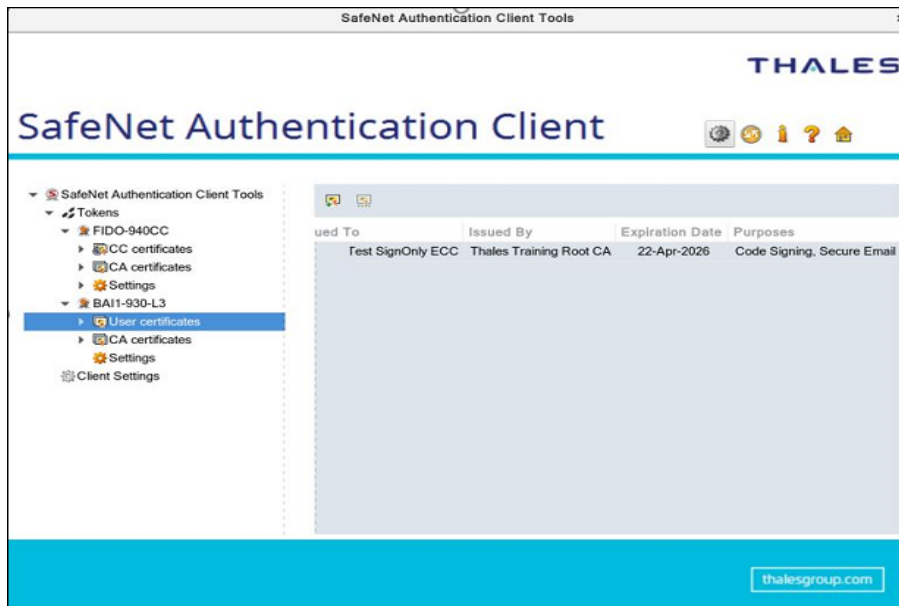 SafeNet Authentication Client Tools
THALES
SafeNet Authentication Client
SafeNet Authentication Client Tools
Tokens
FIDO-940CC
CC certificates
CA certificates
Settings
BAI1-930-L3
User certificates
CA certificates
Settings
Client Settings
ued To Issued By Expiration Date Purposes
Test SignOnly ECC Thales Training Root CA 22-Apr-2026 Code Signing, Secure Email
thalesgroup.com